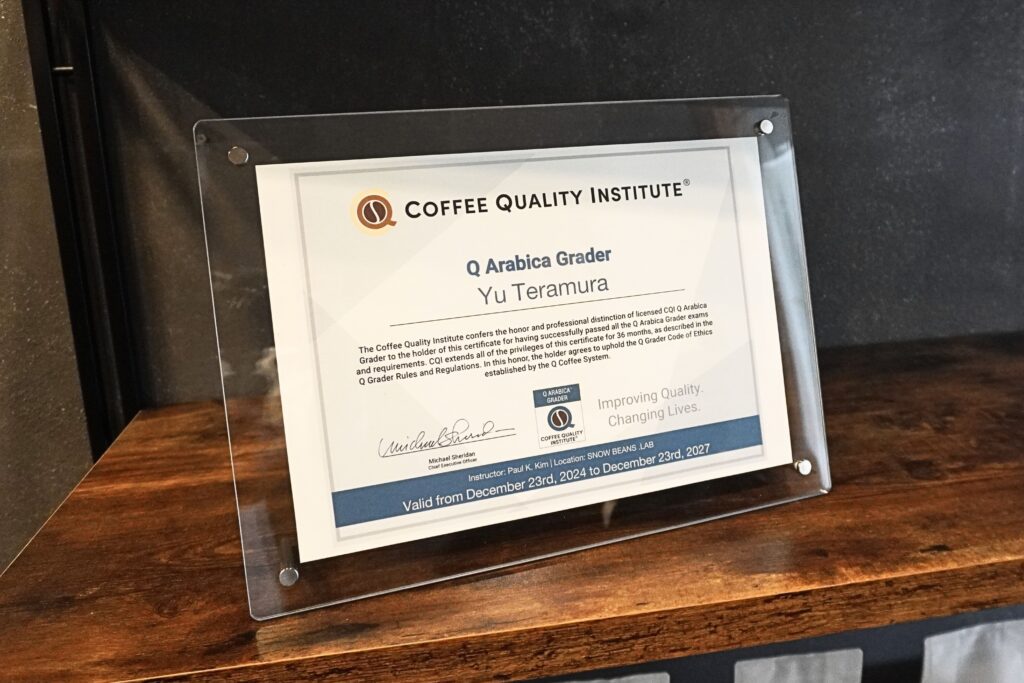 COFFEE QUALITY INSTITUTE®
Q Arabica Grader
Yu Teramura
The Coffee Quality Institute confers the honor and professional distinction of licensed CQI Q Arabica
Grader to the holder of this certificate for having successfully passed all the Q Arabica Grader exams
and requirements. CQI extends all of the privileges of this certificate for 36 months, as described in the
Q Grader Rules and Regulations. In this honor, the holder agrees to uphold the Q Grader Code of Ethics
established by the Q Coffee System.
Michael Sheridan
Michael Sheridan
Chief Executive Officer
Q ARABICA™
GRADER
COFFEE QUALITY
INSTITUTE®
Improving Quality.
Changing Lives.
Instructor: Paul K. Kim | Location: SNOW BEANS .LAB
Valid from December 23rd, 2024 to December 23rd, 2027